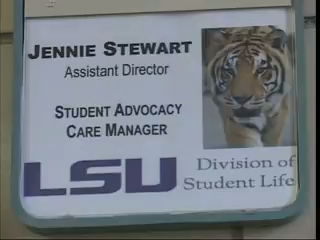 JENNIE STEWART
Assistant Director
STUDENT ADVOCACY
CARE MANAGER
LSU Division of
Student Life